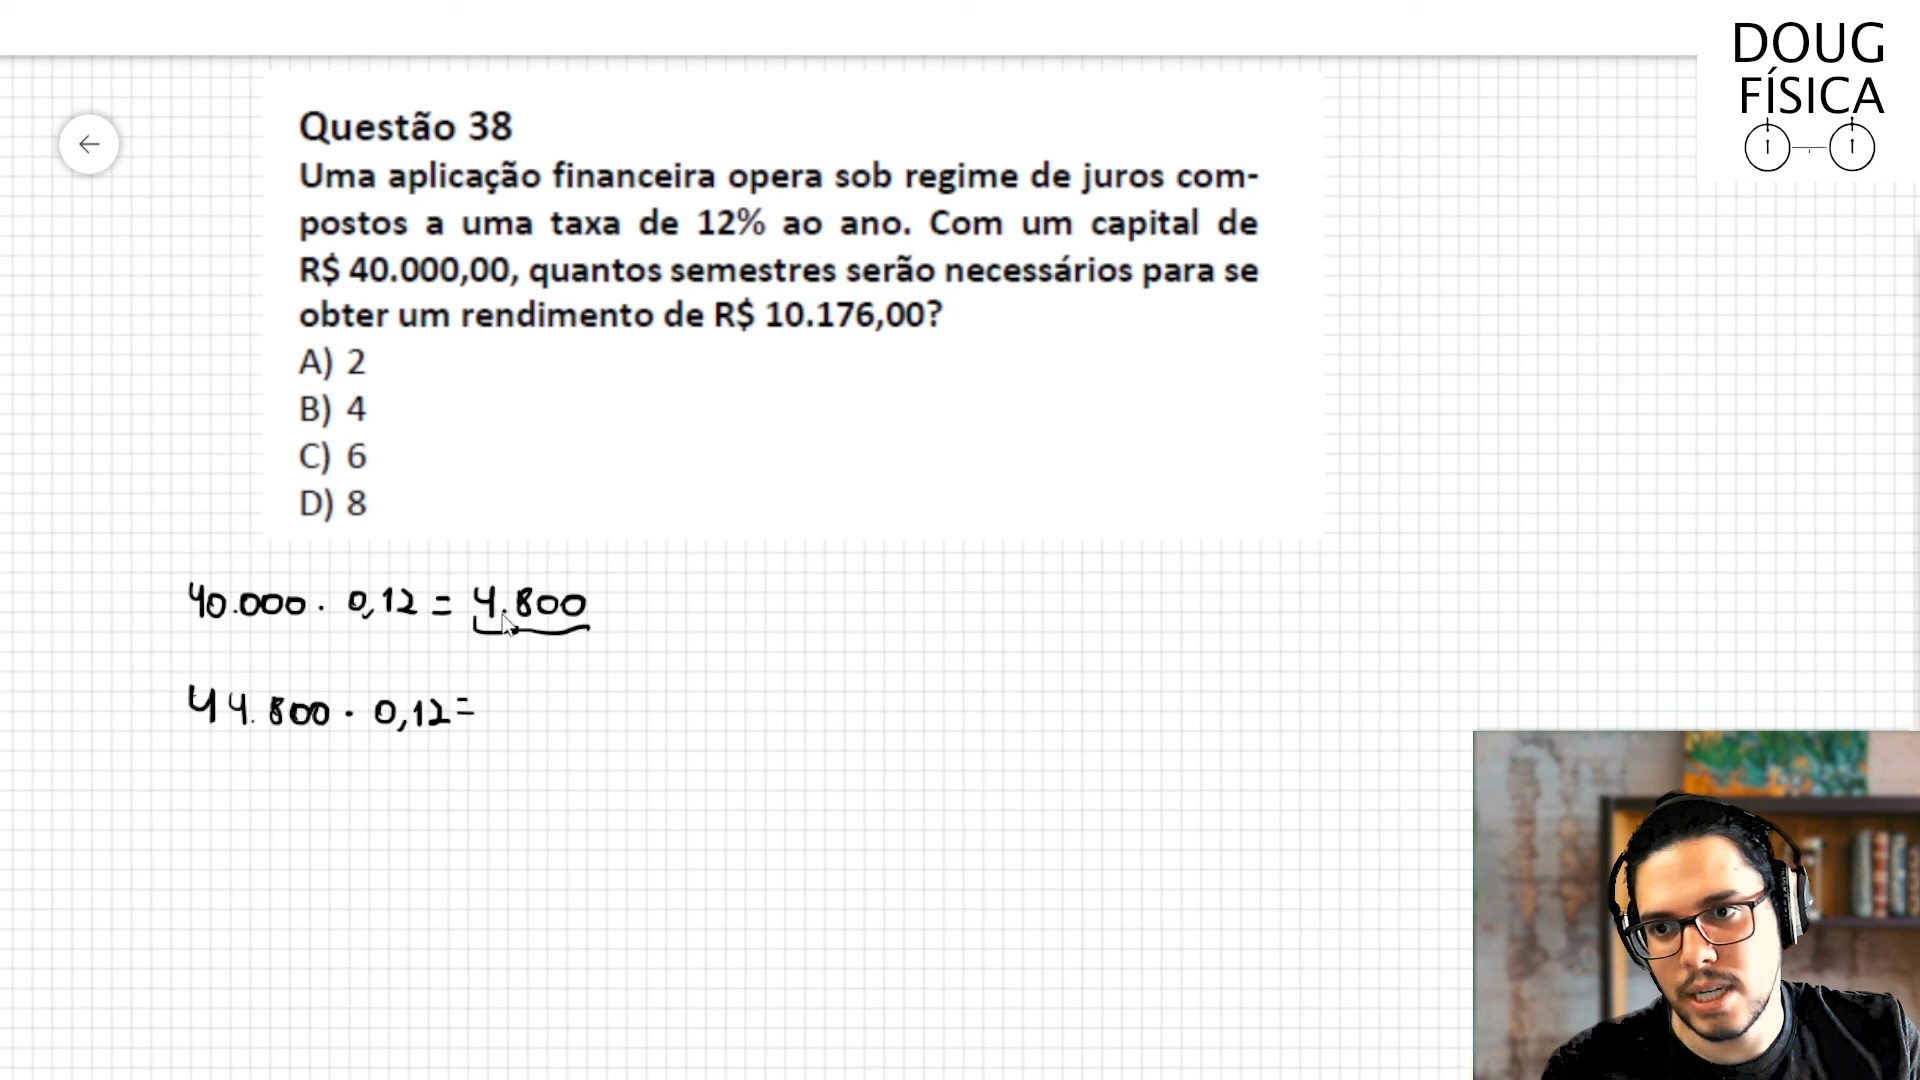 DOUG
FÍSICA
Questão 38
Uma aplicação financeira opera sob regime de juros com-
postos a uma taxa de 12% ao ano. Com um capital de
R$ 40.000,00, quantos semestres serão necessários para se
obter um rendimento de R$ 10.176,00?
A) 2
B) 4
C) 6
D) 8
40.000 . 0,12 = 4.800
44.800 . 0,12 =